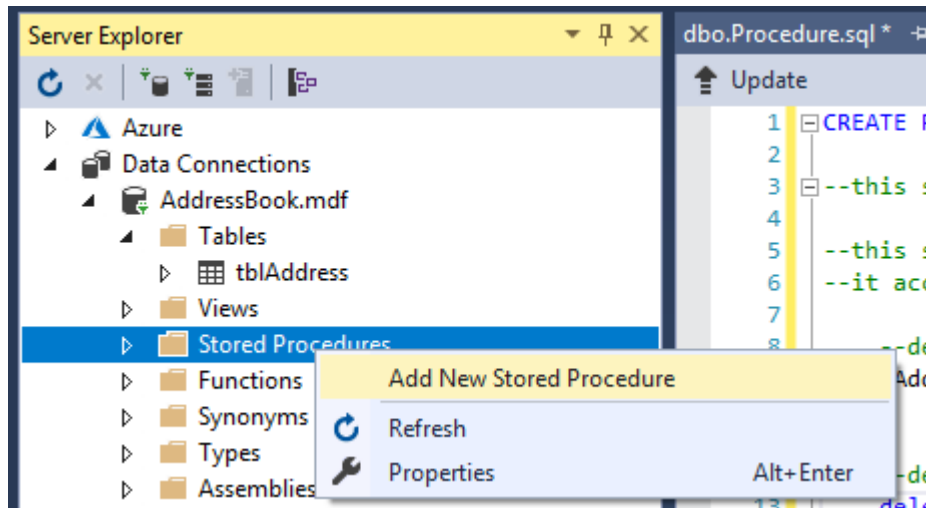 Server Explorer
dbo.Procedure.sql *
Update
Azure
Data Connections
AddressBook.mdf
Tables
tblAddress
Views
Stored Procedures
Functions
Synonyms
Types
Assemblies
Add New Stored Procedure
Refresh
Properties Alt+Enter
1 CREATE
2
3 --this
4
5 --this
6 --it
7
8
13